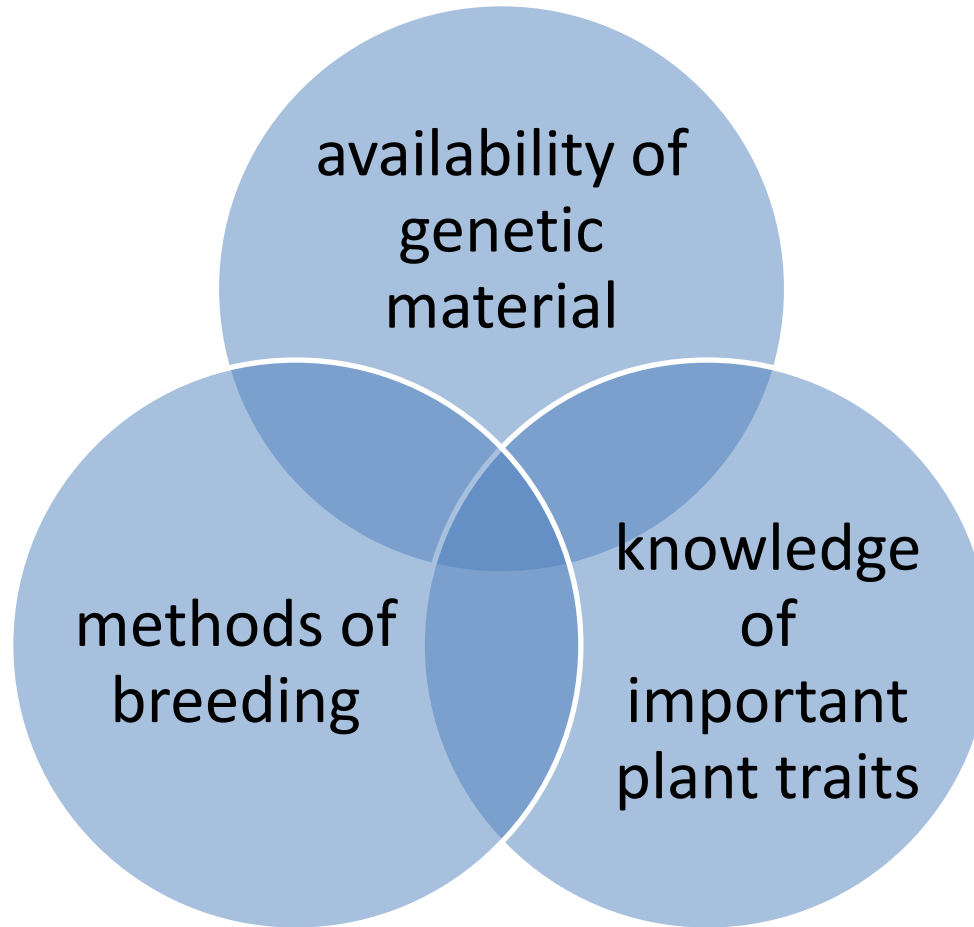 availability of
genetic
material
methods of
breeding
knowledge
of
important
plant traits